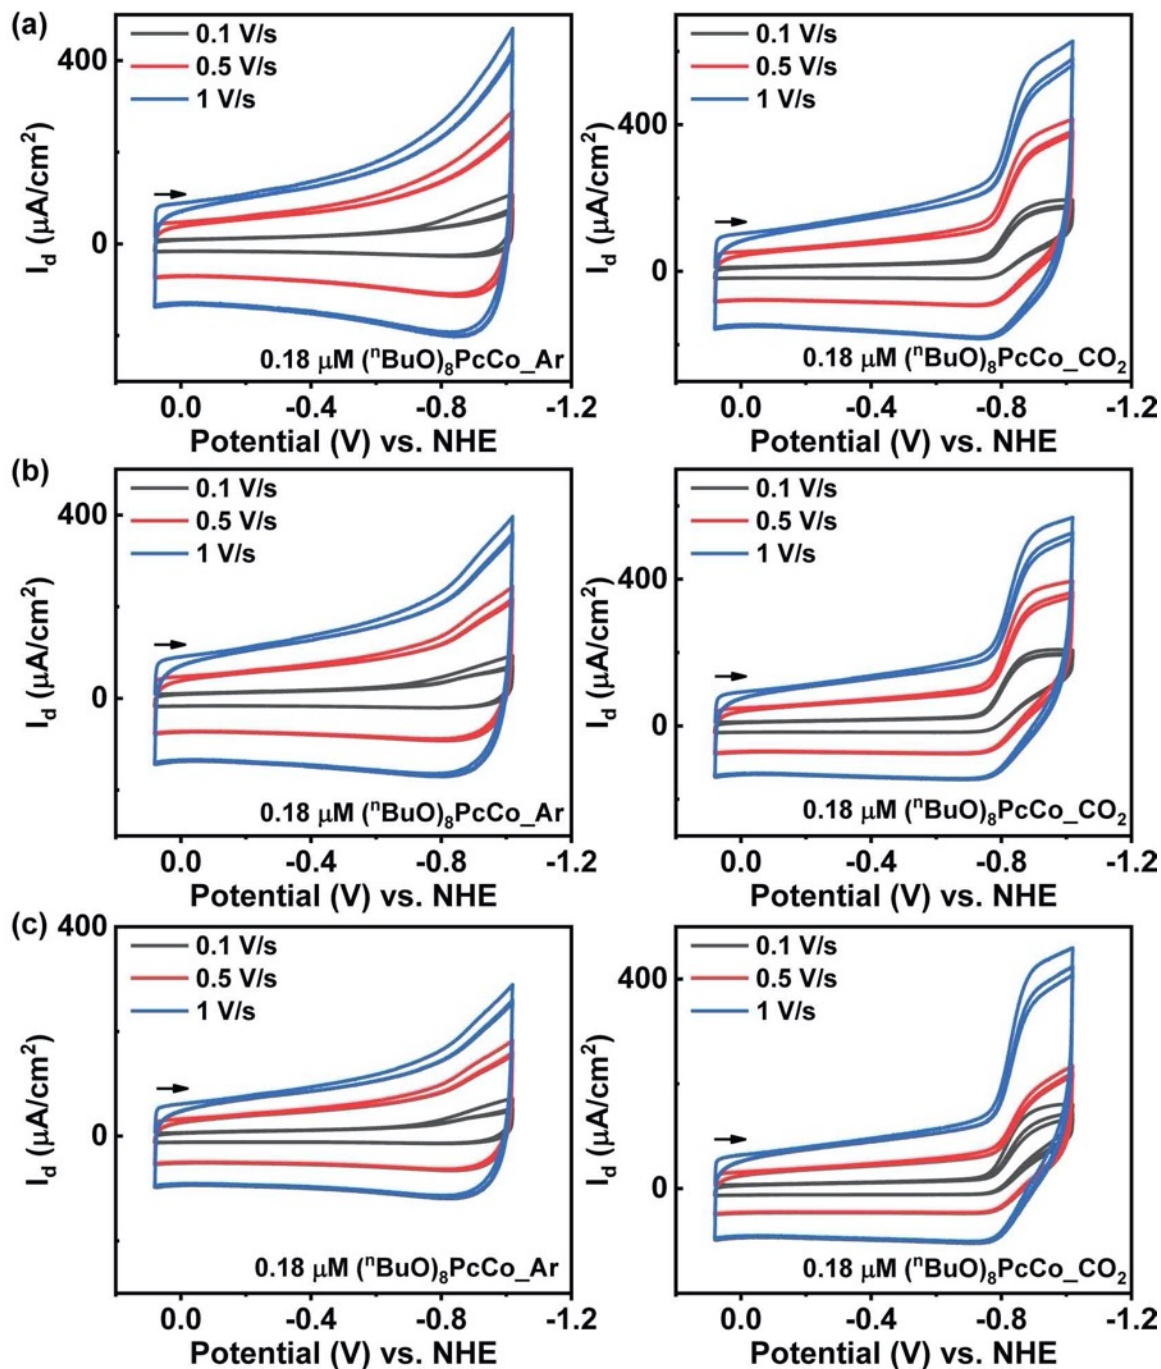 (a)
0.1 V/s
0.5 V/s
1 V/s
400
0
I_d (μA/cm²)
0.18 μM (ⁿBuO)₈PcCo_Ar
0.0 -0.4 -0.8 -1.2
Potential (V) vs. NHE
0.1 V/s
0.5 V/s
1 V/s
400
0
I_d (μA/cm²)
0.18 μM (ⁿBuO)₈PcCo_CO₂
0.0 -0.4 -0.8 -1.2
Potential (V) vs. NHE
(b)
0.1 V/s
0.5 V/s
1 V/s
400
0
I_d (μA/cm²)
0.18 μM (ⁿBuO)₈PcCo_Ar
0.0 -0.4 -0.8 -1.2
Potential (V) vs. NHE
0.1 V/s
0.5 V/s
1 V/s
400
0
I_d (μA/cm²)
0.18 μM (ⁿBuO)₈PcCo_CO₂
0.0 -0.4 -0.8 -1.2
Potential (V) vs. NHE
(c)
0.1 V/s
0.5 V/s
1 V/s
400
0
I_d (μA/cm²)
0.18 μM (ⁿBuO)₈PcCo_Ar
0.0 -0.4 -0.8 -1.2
Potential (V) vs. NHE
0.1 V/s
0.5 V/s
1 V/s
400
0
I_d (μA/cm²)
0.18 μM (ⁿBuO)₈PcCo_CO₂
0.0 -0.4 -0.8 -1.2
Potential (V) vs. NHE